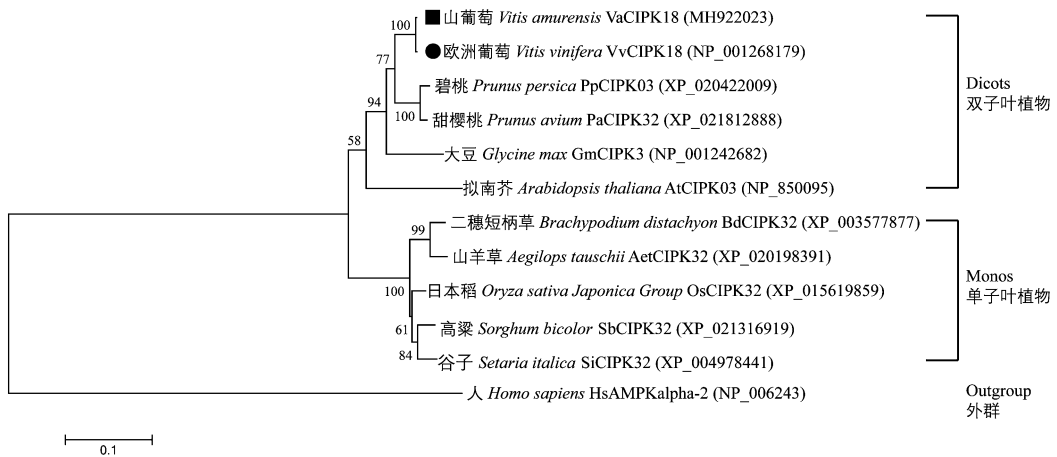 100
山葡萄 Vitis amurensis VaCIPK18 (MH922023)
欧洲葡萄 Vitis vinifera VvCIPK18 (NP_001268179)
77
碧桃 Prunus persica PpCIPK03 (XP_020422009)
94
100
甜樱桃 Prunus avium PaCIPK32 (XP_021812888)
58
大豆 Glycine max GmCIPK3 (NP_001242682)
拟南芥 Arabidopsis thaliana AtCIPK03 (NP_850095)
Dicots
双子叶植物
二穗短柄草 Brachypodium distachyon BdCIPK32 (XP_003577877)
99
山羊草 Aegilops tauschii AetCIPK32 (XP_020198391)
100
日本稻 Oryza sativa Japonica Group OsCIPK32 (XP_015619859)
61
高粱 Sorghum bicolor SbCIPK32 (XP_021316919)
84
谷子 Setaria italica SiCIPK32 (XP_004978441)
Monos
单子叶植物
人 Homo sapiens HsAMPKalpha-2 (NP_006243)
Outgroup
外群
0.1